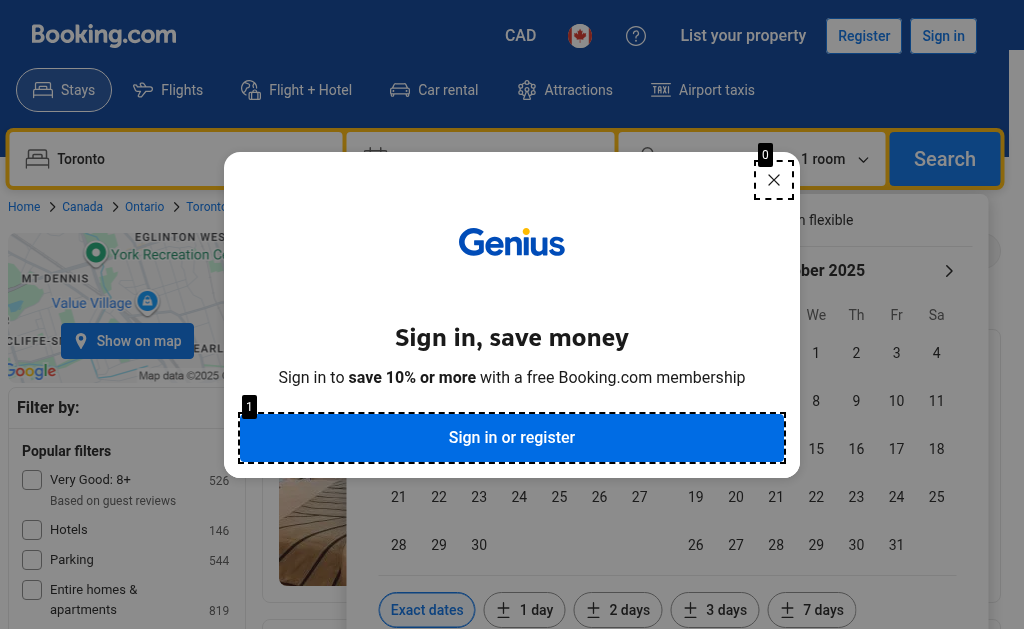 Booking.com
CAD
List your property
Register
Sign in
Stays
Flights
Flight + Hotel
Car rental
Attractions
TAXI
Airport taxis
Toronto
1 room
Search
0
Home
Canada
Ontario
flexible
EGLINTON WES
York Recreation
MT DENNIS
Value Village
Show on map
Google
Map data ©2025
Genius
Sign in, save money
Sign in to save 10% or more with a free Booking.com membership
1
Sign in or register
2025
We Th Fr Sa
1 2 3 4
8 9 10 11
15 16 17 18
21 22 23 24 25 26 27 19 20 21 22 23 24 25
28 29 30 26 27 28 29 30 31
Exact dates
± 1 day
± 2 days
± 3 days
± 7 days
Filter by:
Popular filters
Very Good: 8+ 526
Based on guest reviews
Hotels 146
Parking 544
Entire homes &
apartments 819